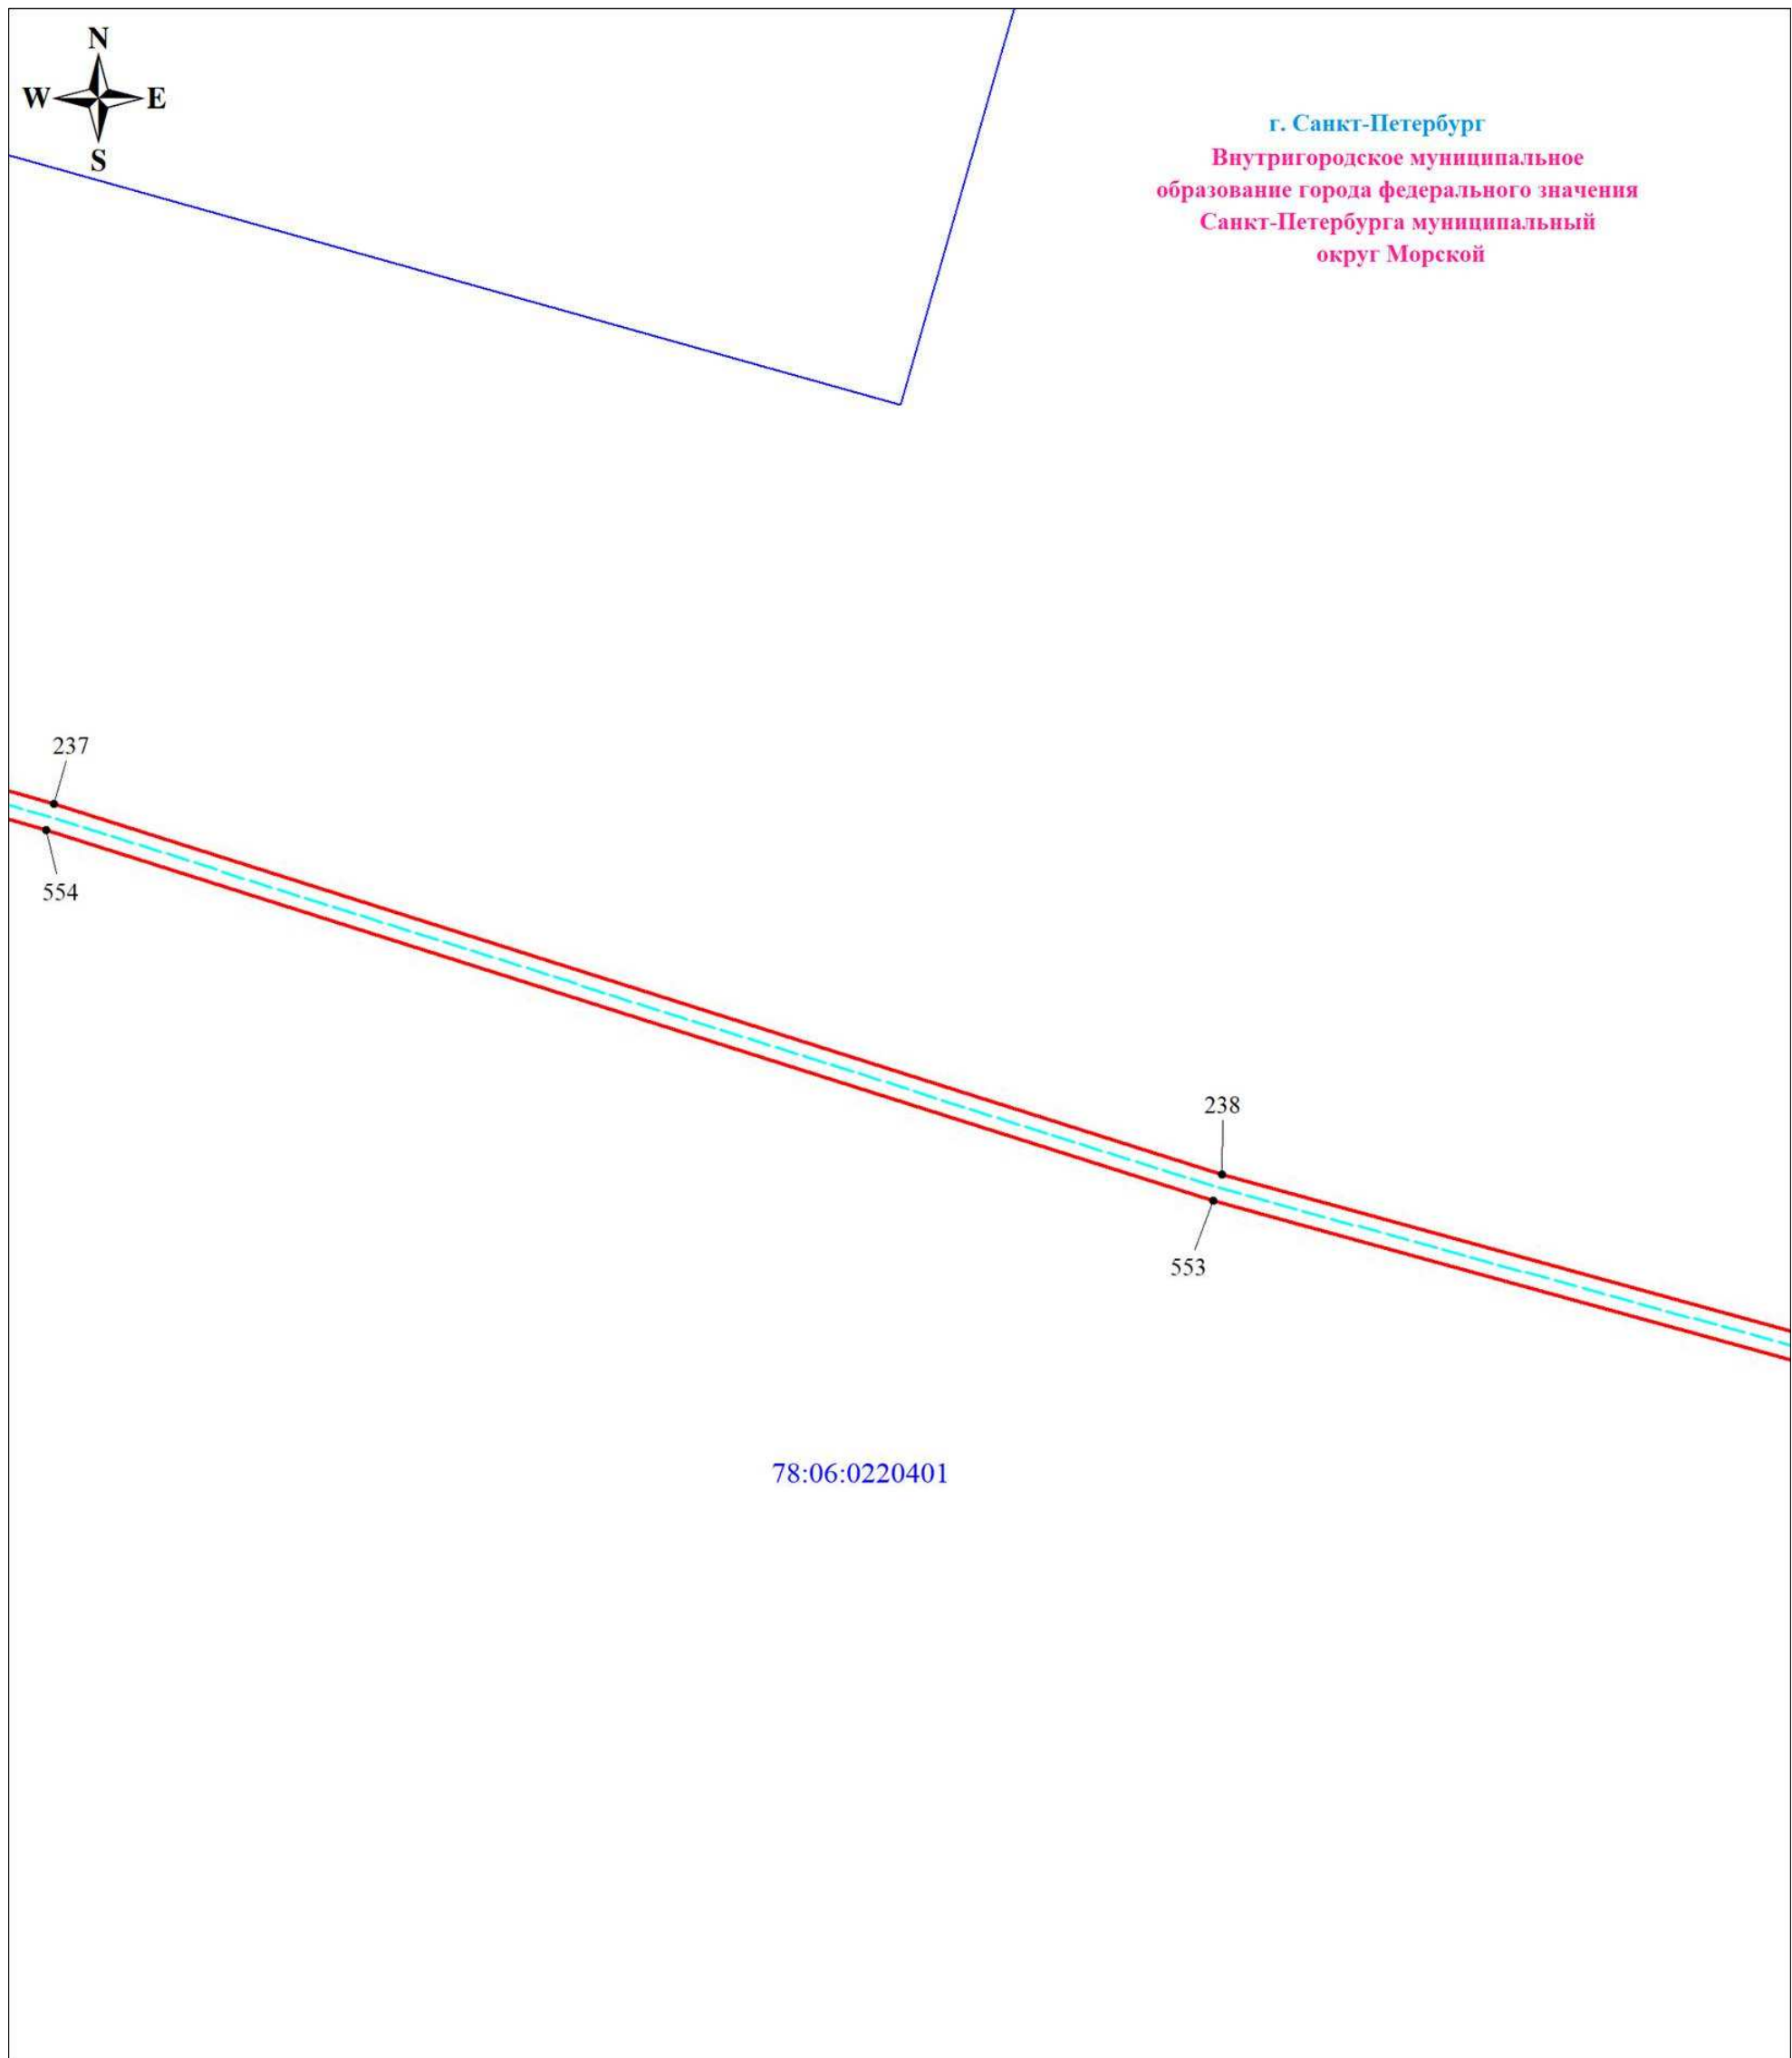 N
W E
S
г. Санкт-Петербург
Внутригородское муниципальное
образование города федерального значения
Санкт-Петербурга муниципальный
округ Морской
237
554
238
553
78:06:0220401